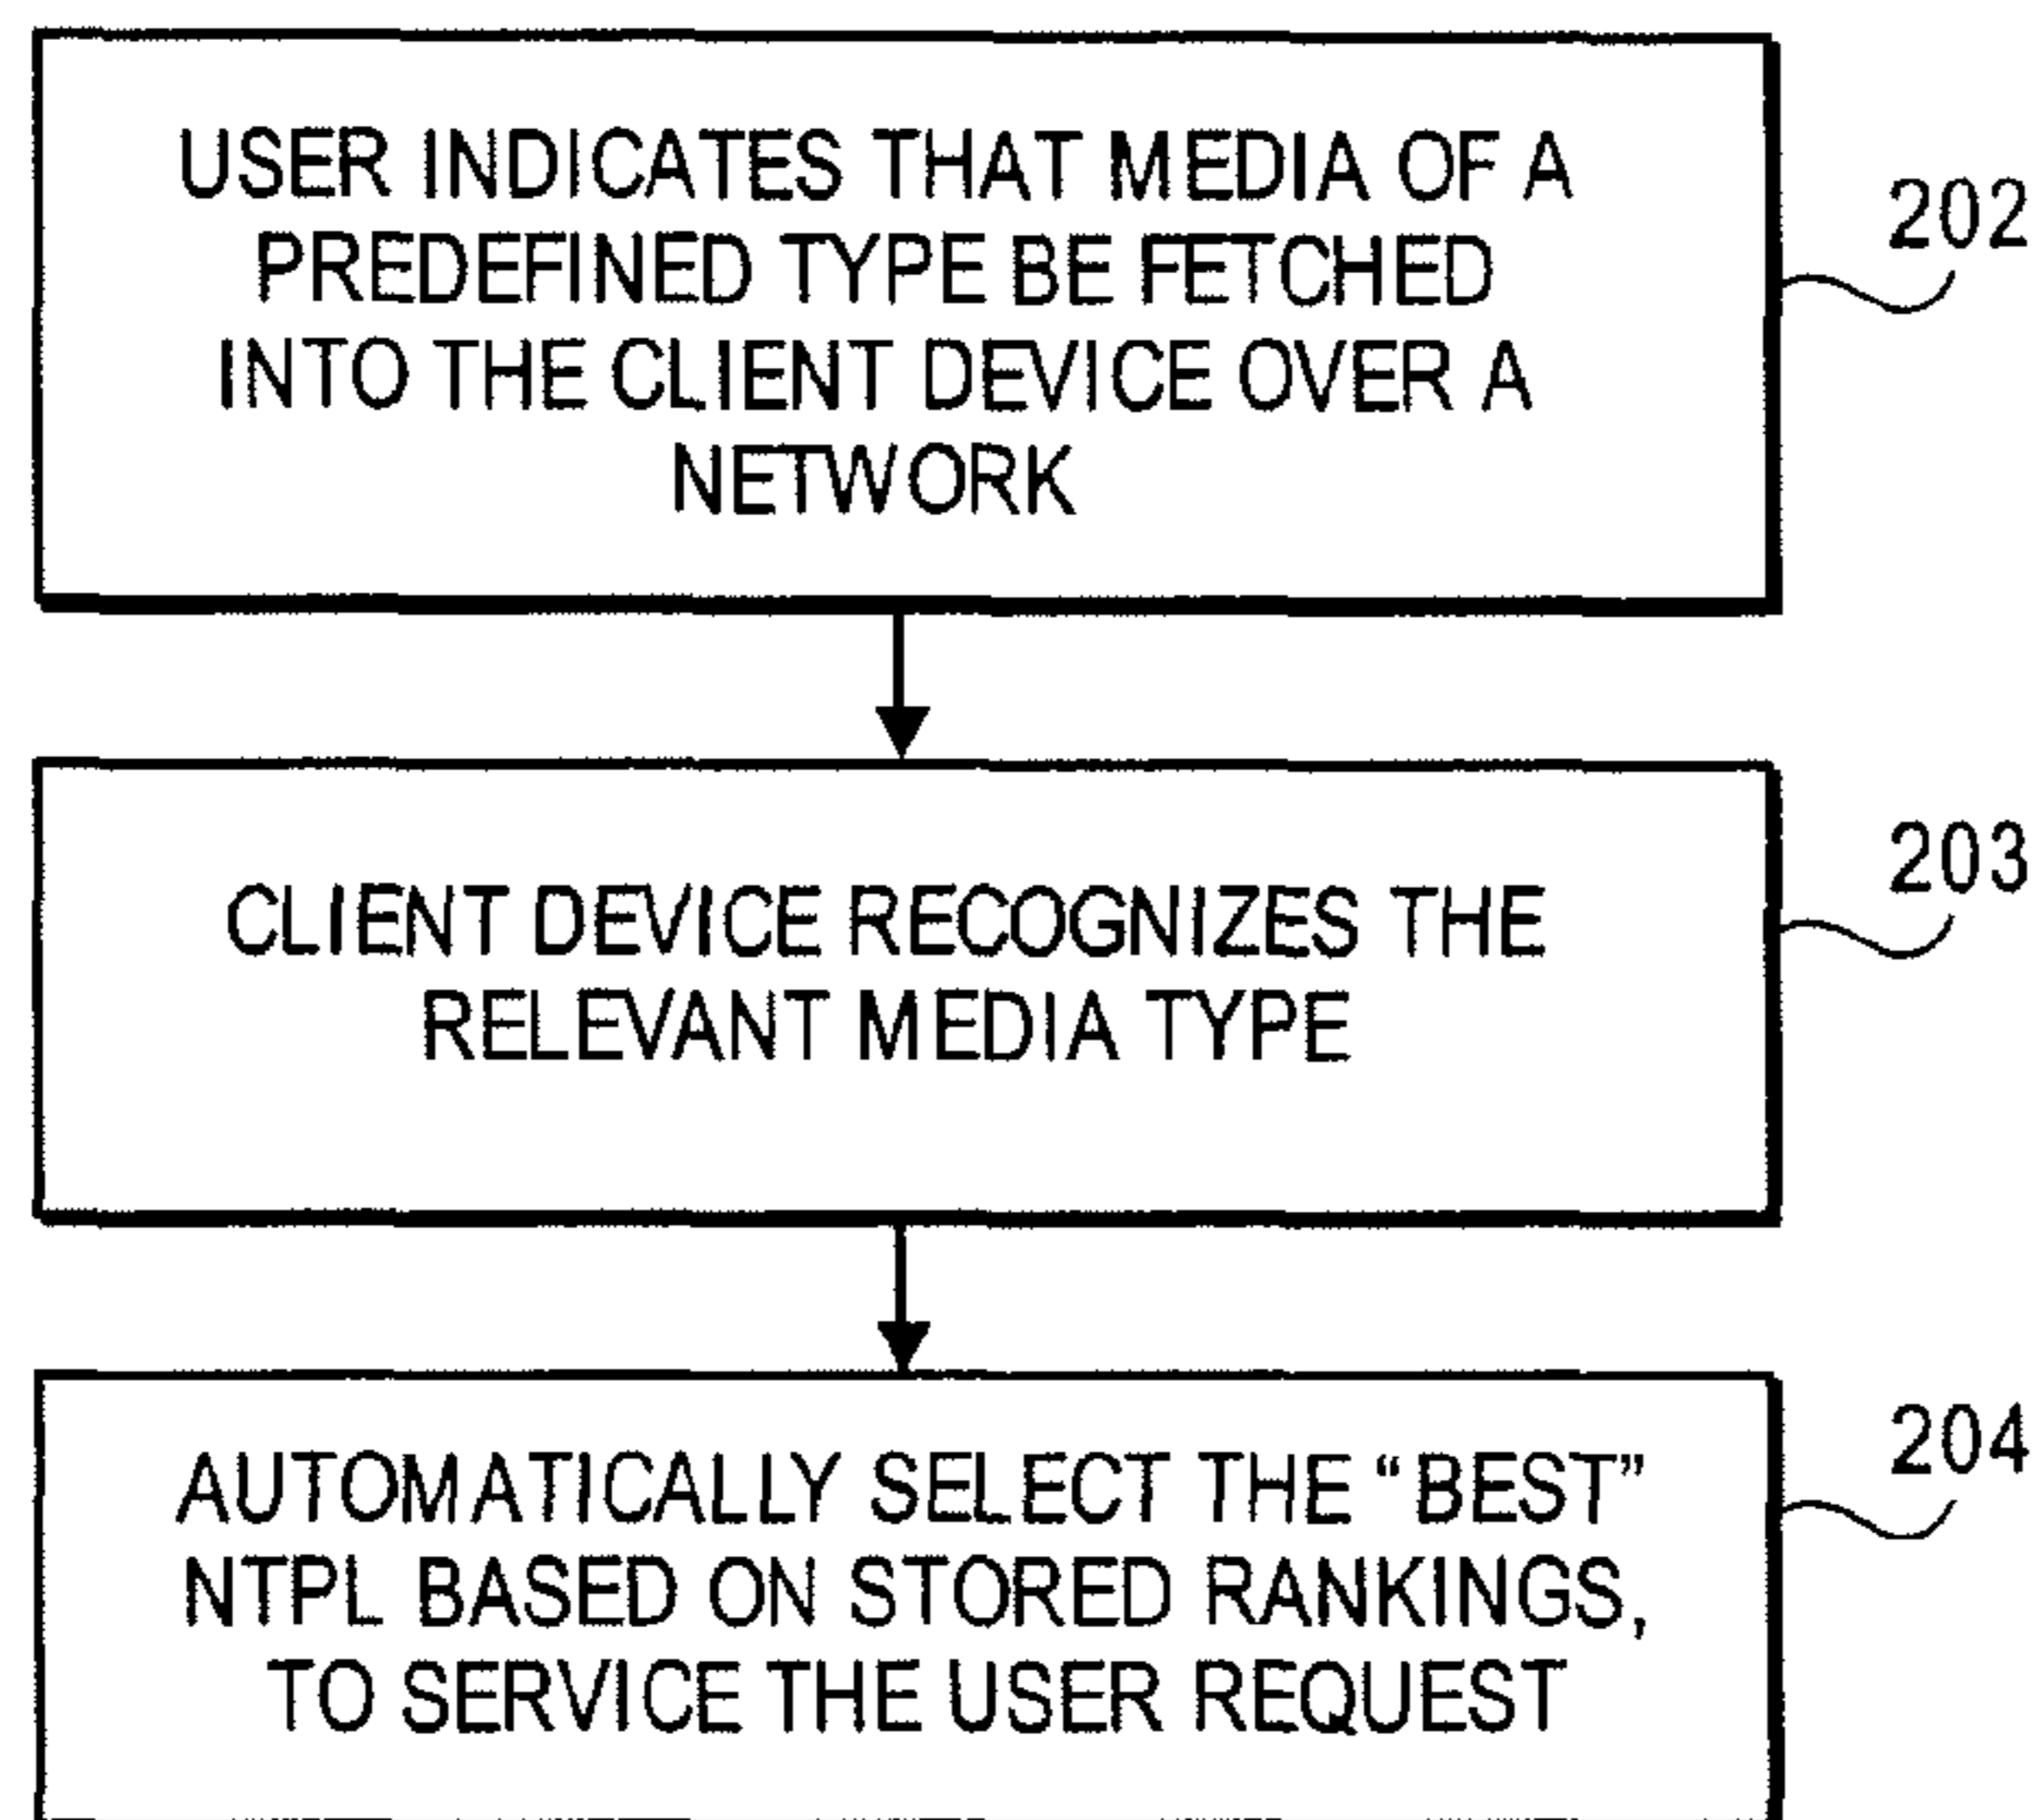 USER INDICATES THAT MEDIA OF A
PREDEFINED TYPE BE FETCHED
INTO THE CLIENT DEVICE OVER A
NETWORK
202
CLIENT DEVICE RECOGNIZES THE
RELEVANT MEDIA TYPE
203
AUTOMATICALLY SELECT THE “BEST”
NTPL BASED ON STORED RANKINGS,
TO SERVICE THE USER REQUEST
204